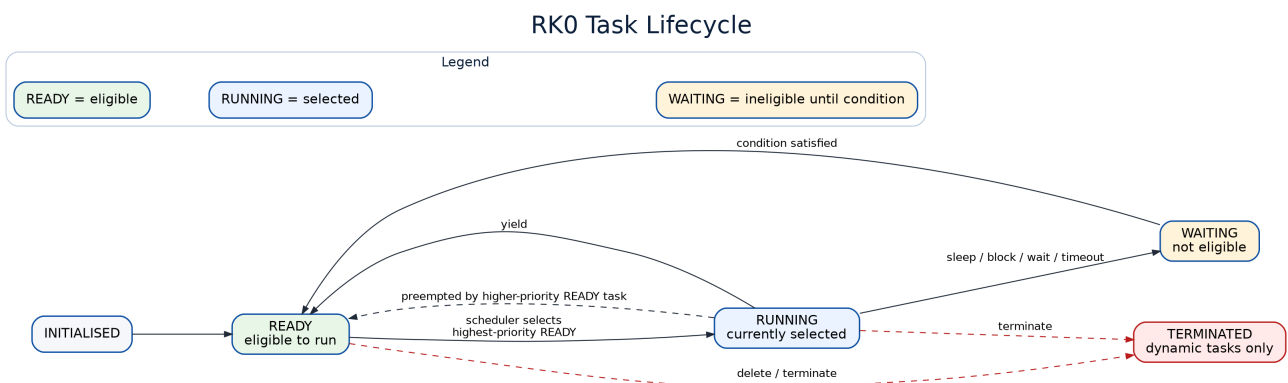 RK0 Task Lifecycle
Legend
READY = eligible
RUNNING = selected
WAITING = ineligible until condition
condition satisfied
yield
WAITING
not eligible
sleep / block / wait / timeout
preempted by higher-priority READY task
scheduler selects
highest-priority READY
INITIALISED
READY
eligible to run
RUNNING
currently selected
terminate
TERMINATED
dynamic tasks only
delete / terminate